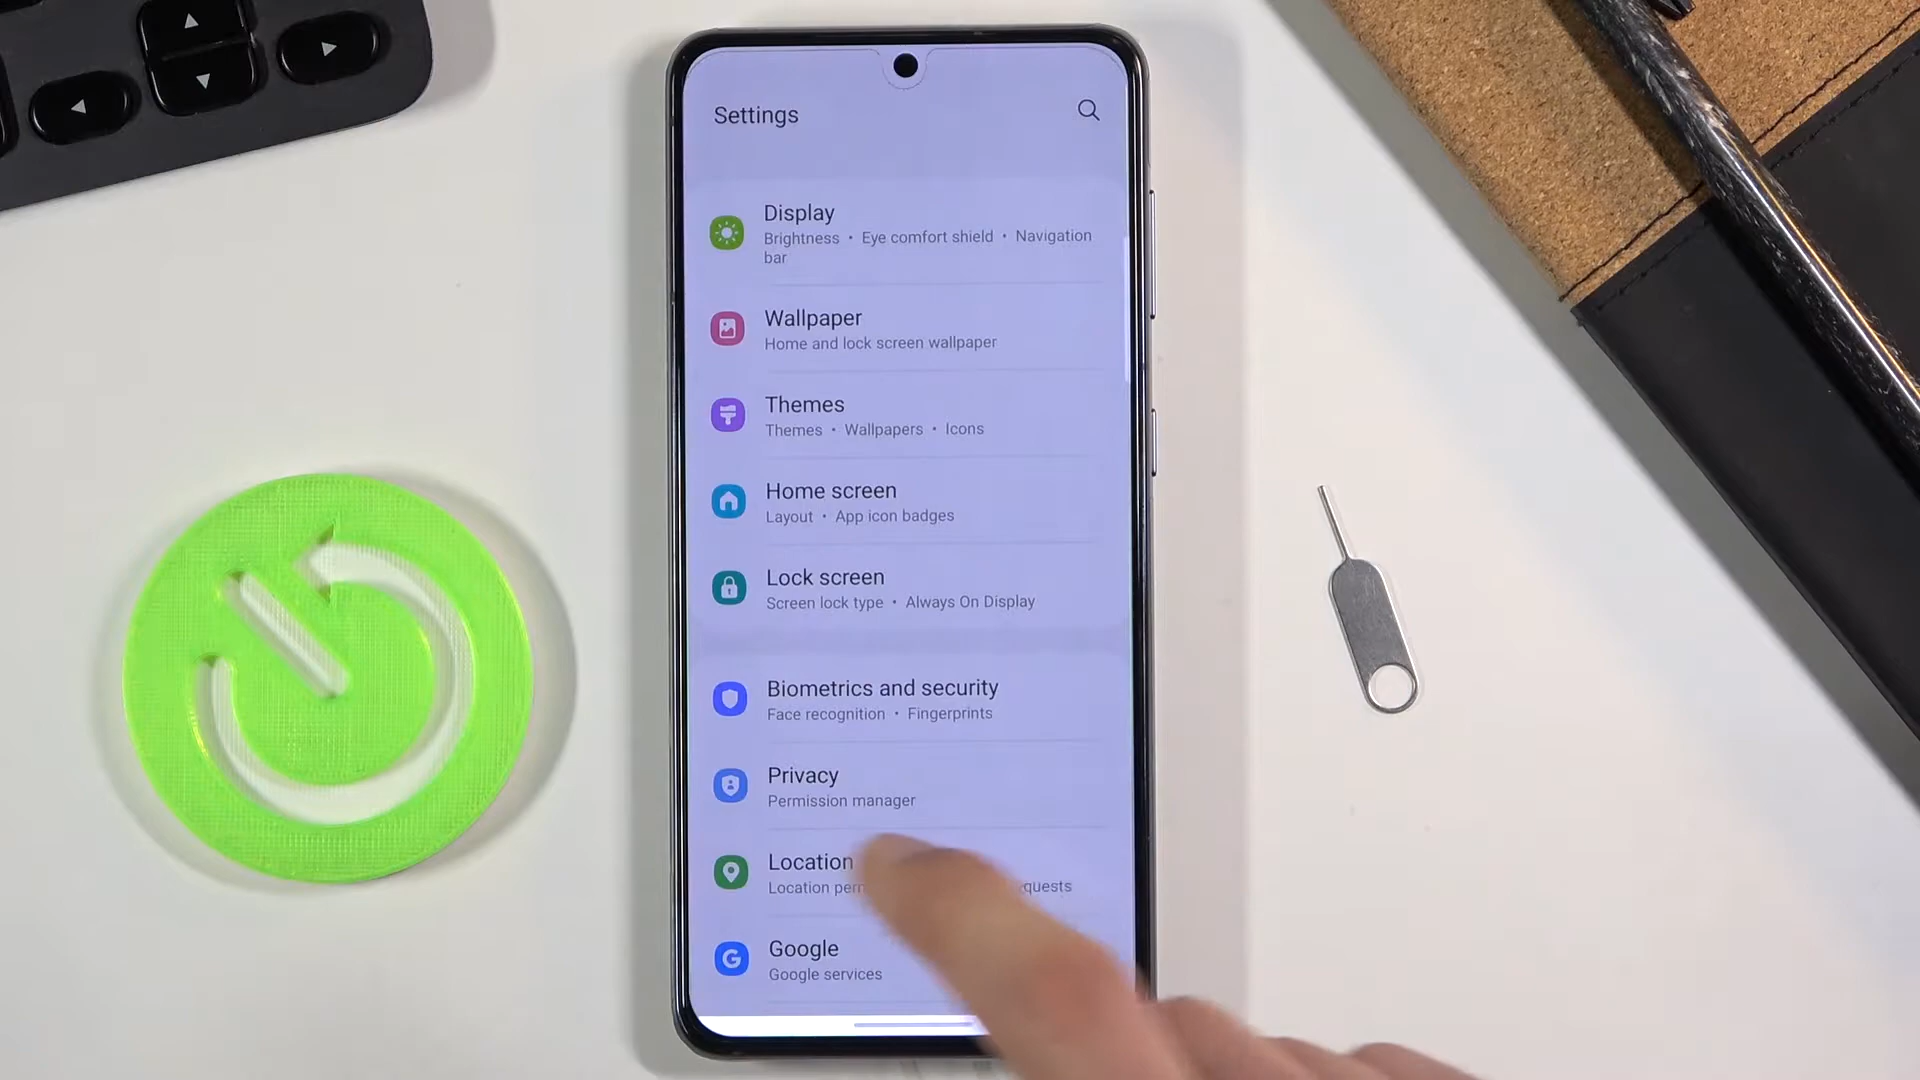 Settings
Display
Brightness • Eye comfort shield • Navigation
bar
Wallpaper
Home and lock screen wallpaper
Themes
Themes • Wallpapers • Icons
Home screen
Layout • App icon badges
Lock screen
Screen lock type • Always On Display
Biometrics and security
Face recognition • Fingerprints
Privacy
Permission manager
Location
Location
Google
Google services